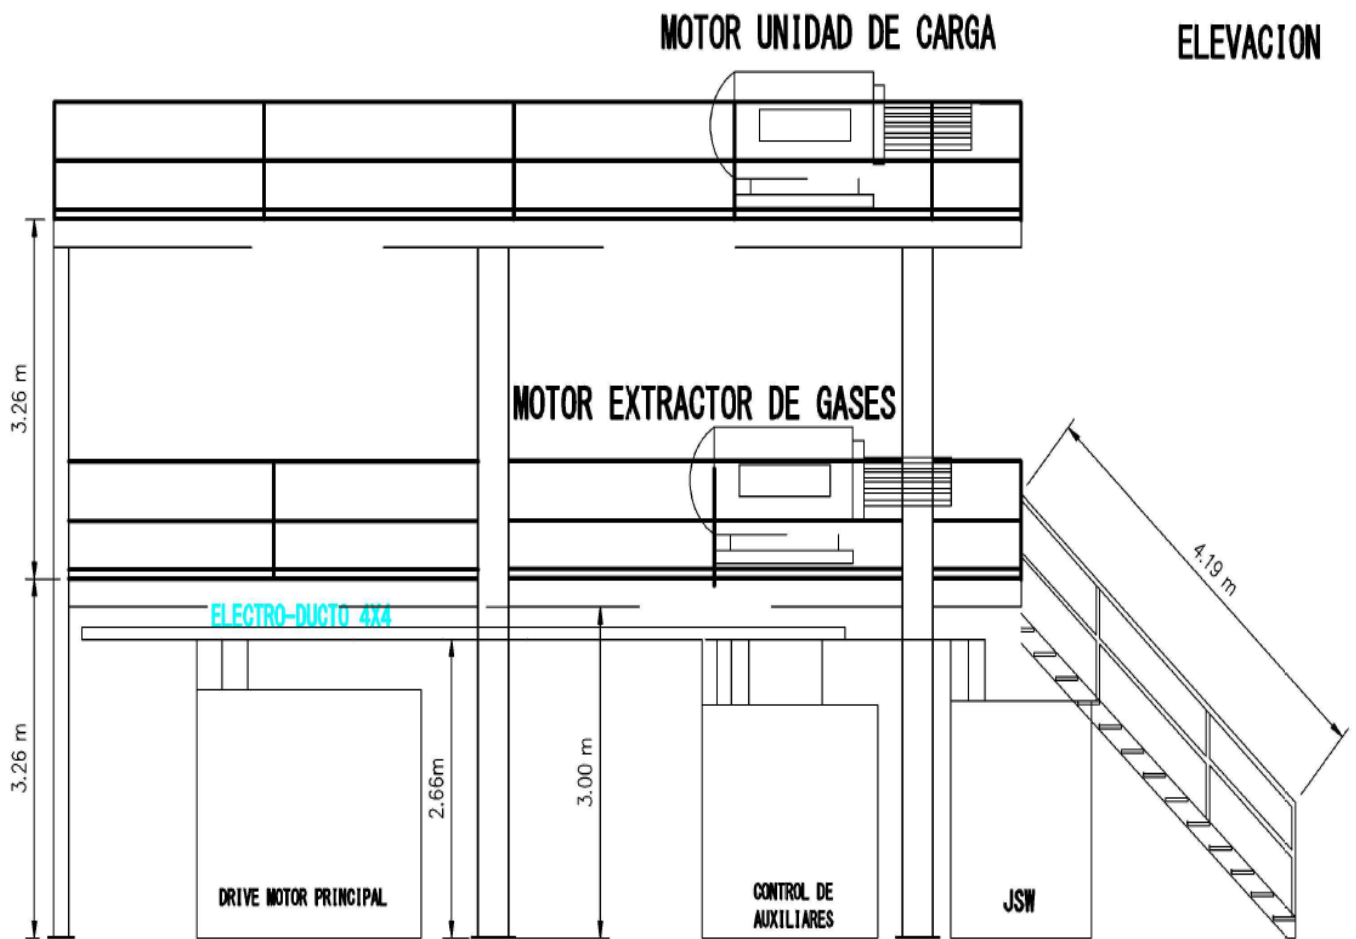 MOTOR UNIDAD DE CARGA
ELEVACION
3.26 m
MOTOR EXTRACTOR DE GASES
4.19 m
ELECTRO-DUCTO 4X4
3.26 m
2.66m
3.00 m
DRIVE MOTOR PRINCIPAL
CONTROL DE
AUXILIARES
JSW